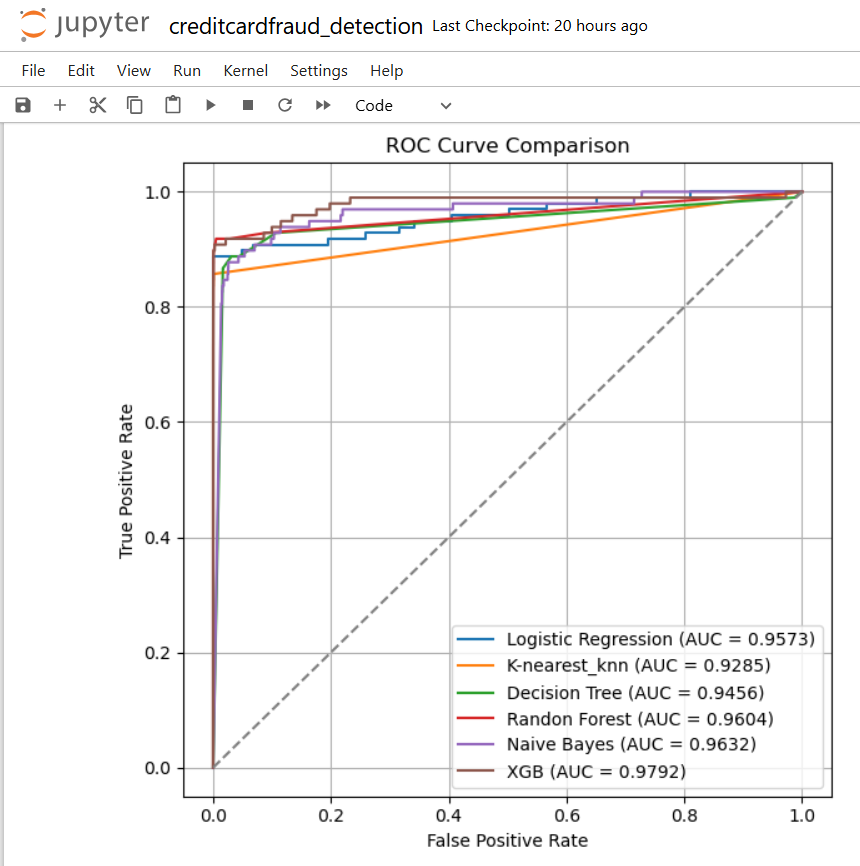 jupyter creditcardfraud_detection Last Checkpoint: 20 hours ago
File Edit View Run Kernel Settings Help
Code
ROC Curve Comparison
True Positive Rate
1.0
0.8
0.6
0.4
0.2
0.0
Logistic Regression (AUC = 0.9573)
K-nearest_knn (AUC = 0.9285)
Decision Tree (AUC = 0.9456)
Randon Forest (AUC = 0.9604)
Naive Bayes (AUC = 0.9632)
XGB (AUC = 0.9792)
0.0 0.2 0.4 0.6 0.8 1.0
False Positive Rate